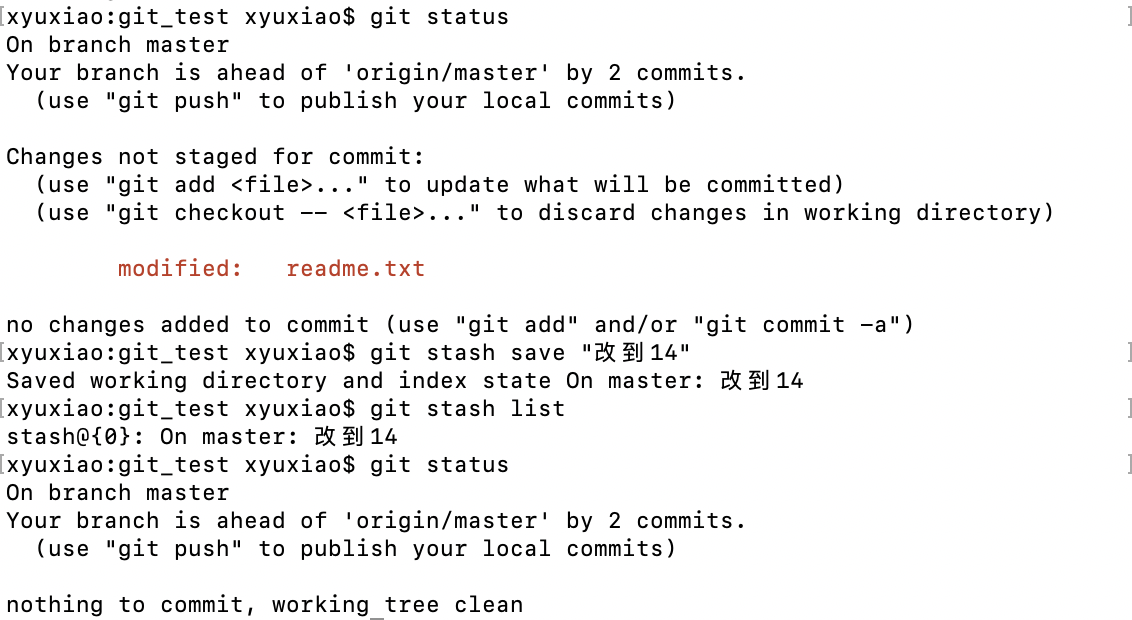 [xyuxiao:git_test xyuxiao$ git status ]
On branch master
Your branch is ahead of 'origin/master' by 2 commits.
  (use "git push" to publish your local commits)

Changes not staged for commit:
  (use "git add <file>..." to update what will be committed)
  (use "git checkout -- <file>..." to discard changes in working directory)

        modified:   readme.txt

no changes added to commit (use "git add" and/or "git commit -a")
[xyuxiao:git_test xyuxiao$ git stash save "改到14" ]
Saved working directory and index state On master: 改到14
[xyuxiao:git_test xyuxiao$ git stash list ]
stash@{0}: On master: 改到14
[xyuxiao:git_test xyuxiao$ git status ]
On branch master
Your branch is ahead of 'origin/master' by 2 commits.
  (use "git push" to publish your local commits)

nothing to commit, working tree clean